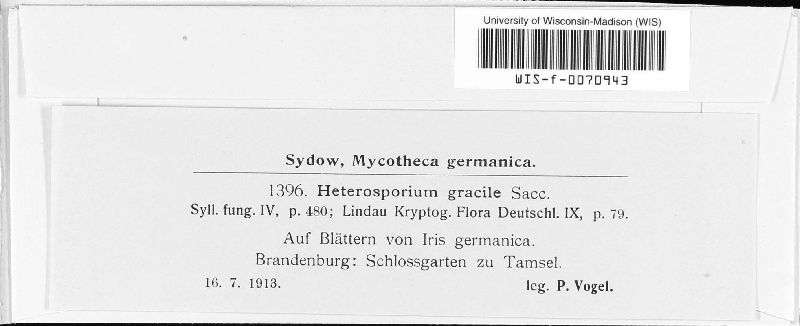 University of Wisconsin-Madison (WIS)
WIS-f-0070943
Sydow, Mycotheca germanica.
1396. Heterosporium gracile Sacc.
Syll. fung. IV, p. 480; Lindau Kryptog. Flora Deutschl. IX, p. 79.
Auf Blättern von Iris germanica.
Brandenburg: Schlossgarten zu Tamsel.
16. 7. 1913. leg. P. Vogel.